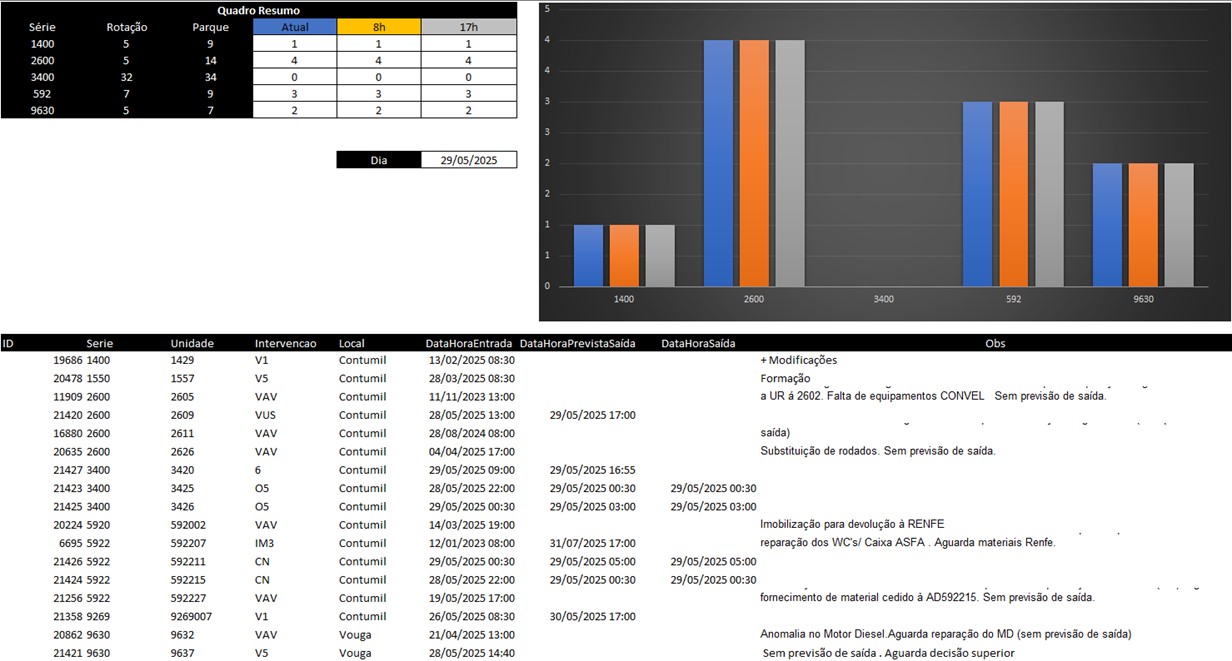 Quadro Resumo
Série Rotação Parque Atual 8h 17h
1400 5 9 1 1 1
2600 5 14 4 4 4
3400 32 34 0 0 0
592 7 9 3 3 3
9630 5 7 2 2 2
Dia 29/05/2025
5
4
4
3
3
2
2
1
1
0
1400 2600 3400 592 9630
ID Serie Unidade Intervencao Local DataHoraEntrada DataHoraPrevistaSaída DataHoraSaída Obs
19686 1400 1429 V1 Contumil 13/02/2025 08:30 + Modificações
20478 1550 1557 V5 Contumil 28/03/2025 08:30 Formação
11909 2600 2605 VAV Contumil 11/11/2023 13:00 a UR á 2602. Falta de equipamentos CONVEL Sem previsão de saída.
21420 2600 2609 VUS Contumil 28/05/2025 13:00 29/05/2025 17:00
16880 2600 2611 VAV Contumil 28/08/2024 08:00 saída)
20635 2600 2626 VAV Contumil 04/04/2025 17:00 Substituição de rodados. Sem previsão de saída.
21427 3400 3420 6 Contumil 29/05/2025 09:00 29/05/2025 16:55
21423 3400 3425 O5 Contumil 28/05/2025 22:00 29/05/2025 00:30 29/05/2025 00:30
21425 3400 3426 O5 Contumil 29/05/2025 00:30 29/05/2025 03:00 29/05/2025 03:00
20224 5920 592002 VAV Contumil 14/03/2025 19:00 Imobilização para devolução à RENFE
6695 5922 592207 IM3 Contumil 12/01/2023 08:00 31/07/2025 17:00 reparação dos WC's/ Caixa ASFA . Aguarda materiais Renfe.
21426 5922 592211 CN Contumil 29/05/2025 00:30 29/05/2025 05:00 29/05/2025 05:00
21424 5922 592215 CN Contumil 28/05/2025 22:00 29/05/2025 00:30 29/05/2025 00:30
21256 5922 592227 VAV Contumil 19/05/2025 17:00 fornecimento de material cedido à AD592215. Sem previsão de saída.
21358 9269 9269007 V1 Contumil 26/05/2025 08:30 30/05/2025 17:00
20862 9630 9632 VAV Vouga 21/04/2025 13:00 Anomalia no Motor Diesel.Aguarda reparação do MD (sem previsão de saída)
21421 9630 9637 V5 Vouga 28/05/2025 14:40 Sem previsão de saída . Aguarda decisão superior